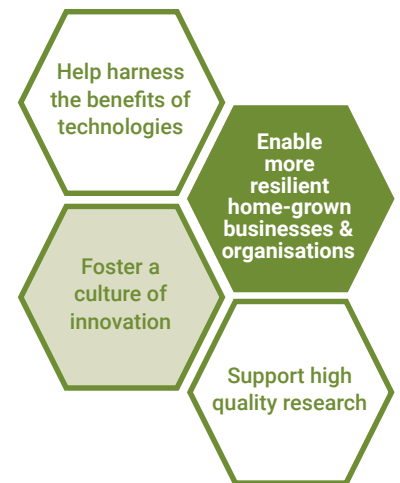 Help harness
the benefits of
technologies
Enable
more
resilient
home-grown
businesses &
organisations
Foster a
culture of
innovation
Support high
quality research